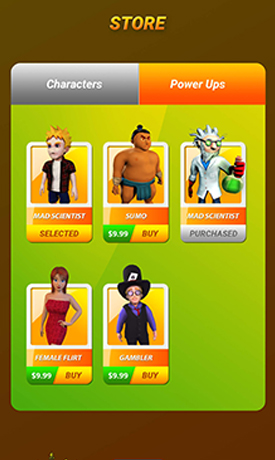 STORE
Characters Power Ups
MAD SCIENTIST SUMO MAD SCIENTIST
SELECTED $9.99 BUY PURCHASED
FEMALE FLIRT GAMBLER
$9.99 BUY $9.99 BUY